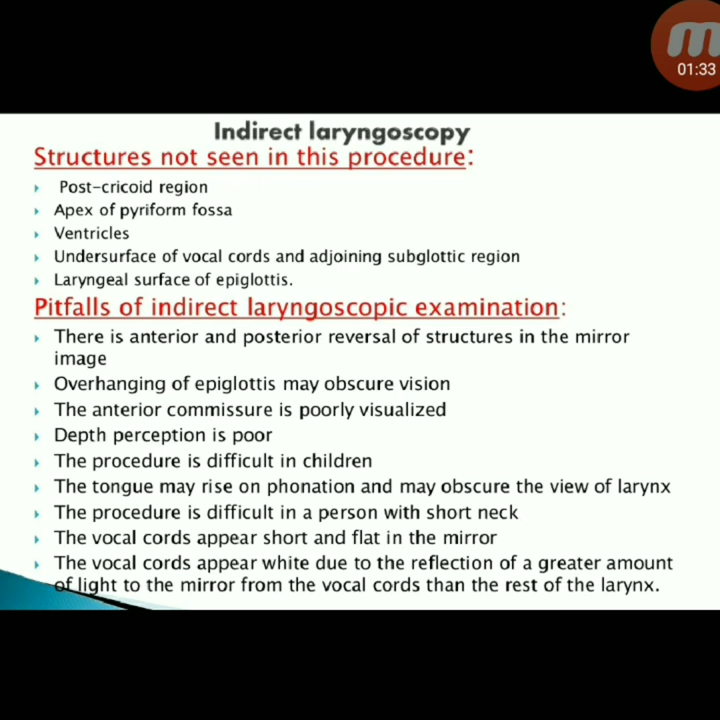 m
01:33
Indirect laryngoscopy
Structures not seen in this procedure:
Post-cricoid region
Apex of pyriform fossa
Ventricles
Undersurface of vocal cords and adjoining subglottic region
Laryngeal surface of epiglottis.
Pitfalls of indirect laryngoscopic examination:
There is anterior and posterior reversal of structures in the mirror
image
Overhanging of epiglottis may obscure vision
The anterior commissure is poorly visualized
Depth perception is poor
The procedure is difficult in children
The tongue may rise on phonation and may obscure the view of larynx
The procedure is difficult in a person with short neck
The vocal cords appear short and flat in the mirror
The vocal cords appear white due to the reflection of a greater amount
of light to the mirror from the vocal cords than the rest of the larynx.